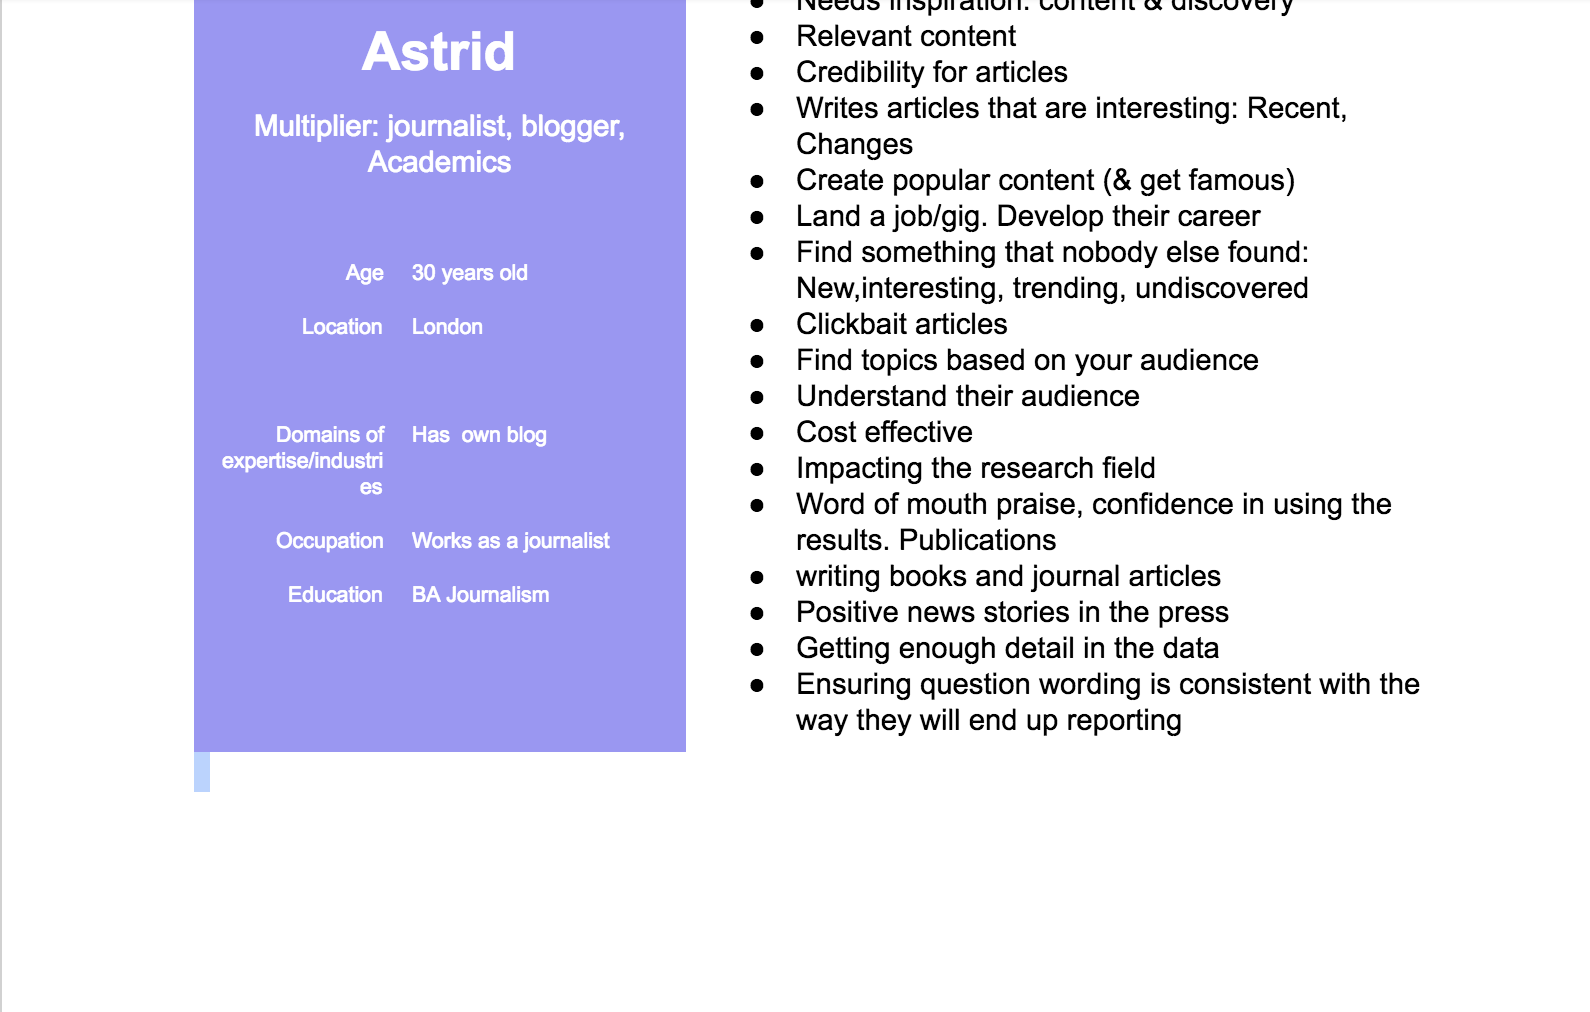 Astrid
Multiplier: journalist, blogger,
Academics
Age 30 years old
Location London
Domains of Has  own blog
expertise/industri
es
Occupation Works as a journalist
Education BA Journalism
● Needs inspiration: content & discovery
● Relevant content
● Credibility for articles
● Writes articles that are interesting: Recent,
Changes
● Create popular content (& get famous)
● Land a job/gig. Develop their career
● Find something that nobody else found:
New,interesting, trending, undiscovered
● Clickbait articles
● Find topics based on your audience
● Understand their audience
● Cost effective
● Impacting the research field
● Word of mouth praise, confidence in using the
results. Publications
● writing books and journal articles
● Positive news stories in the press
● Getting enough detail in the data
● Ensuring question wording is consistent with the
way they will end up reporting